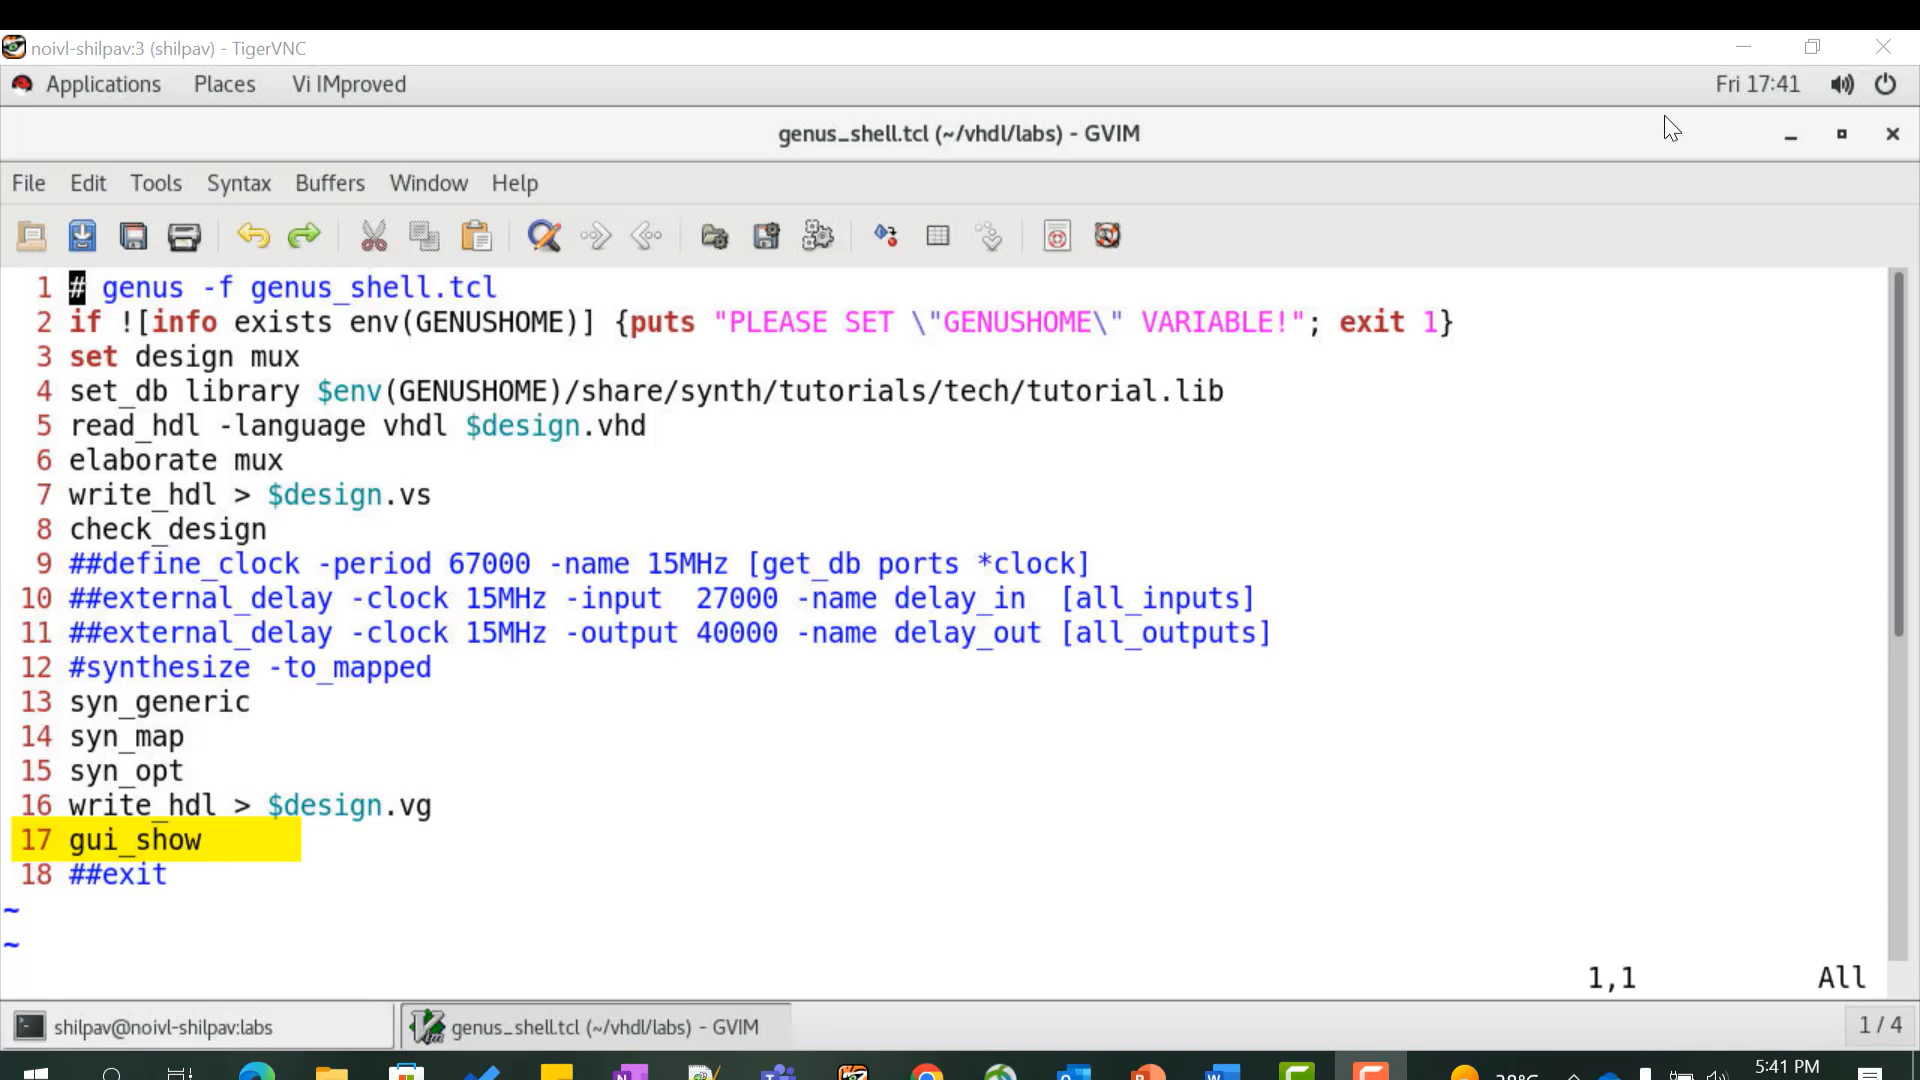 noivl-shilpav:3 (shilpav) - TigerVNC
Applications Places Vi IMproved Fri 17:41
genus_shell.tcl (~/vhdl/labs) - GVIM
File Edit Tools Syntax Buffers Window Help
1 # genus -f genus_shell.tcl
2 if ![info exists env(GENUSHOME)] {puts "PLEASE SET \"GENUSHOME\" VARIABLE!"; exit 1}
3 set design mux
4 set_db library $env(GENUSHOME)/share/synth/tutorials/tech/tutorial.lib
5 read_hdl -language vhdl $design.vhd
6 elaborate mux
7 write_hdl > $design.vs
8 check_design
9 ##define_clock -period 67000 -name 15MHz [get_db ports *clock]
10 ##external_delay -clock 15MHz -input  27000 -name delay_in  [all_inputs]
11 ##external_delay -clock 15MHz -output 40000 -name delay_out [all_outputs]
12 #synthesize -to_mapped
13 syn_generic
14 syn_map
15 syn_opt
16 write_hdl > $design.vg
17 gui_show
18 ##exit
~
~
1,1 All
shilpav@noivl-shilpav:labs genus_shell.tcl (~/vhdl/labs) - GVIM 1 / 4
5:41 PM